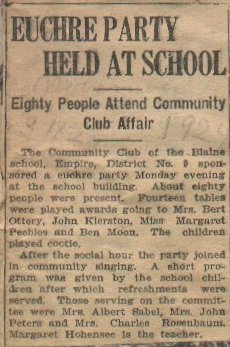 EUCHRE PARTY
HELD AT SCHOOL
Eighty People Attend Community
Club Affair
The Community Club of the Blaine
school, Empire, District No. 9 spon-
sored a euchre party Monday evening
at the school building. About eighty
people were present. Fourteen tables
were played awards going to Mrs. Bert
Ottery, John Kierston, Miss Margaret
Peebles and Ben Moon. The children
played cootie.
After the social hour the party joined
in community singing. A short pro-
gram was given by the school chil-
dren after which refreshments were
served. Those serving on the commit-
tee were Mrs. Albert Sabel, Mrs. John
Peters and Mrs. Charles Rosenbaum.
Margaret Hohensee is the teacher.